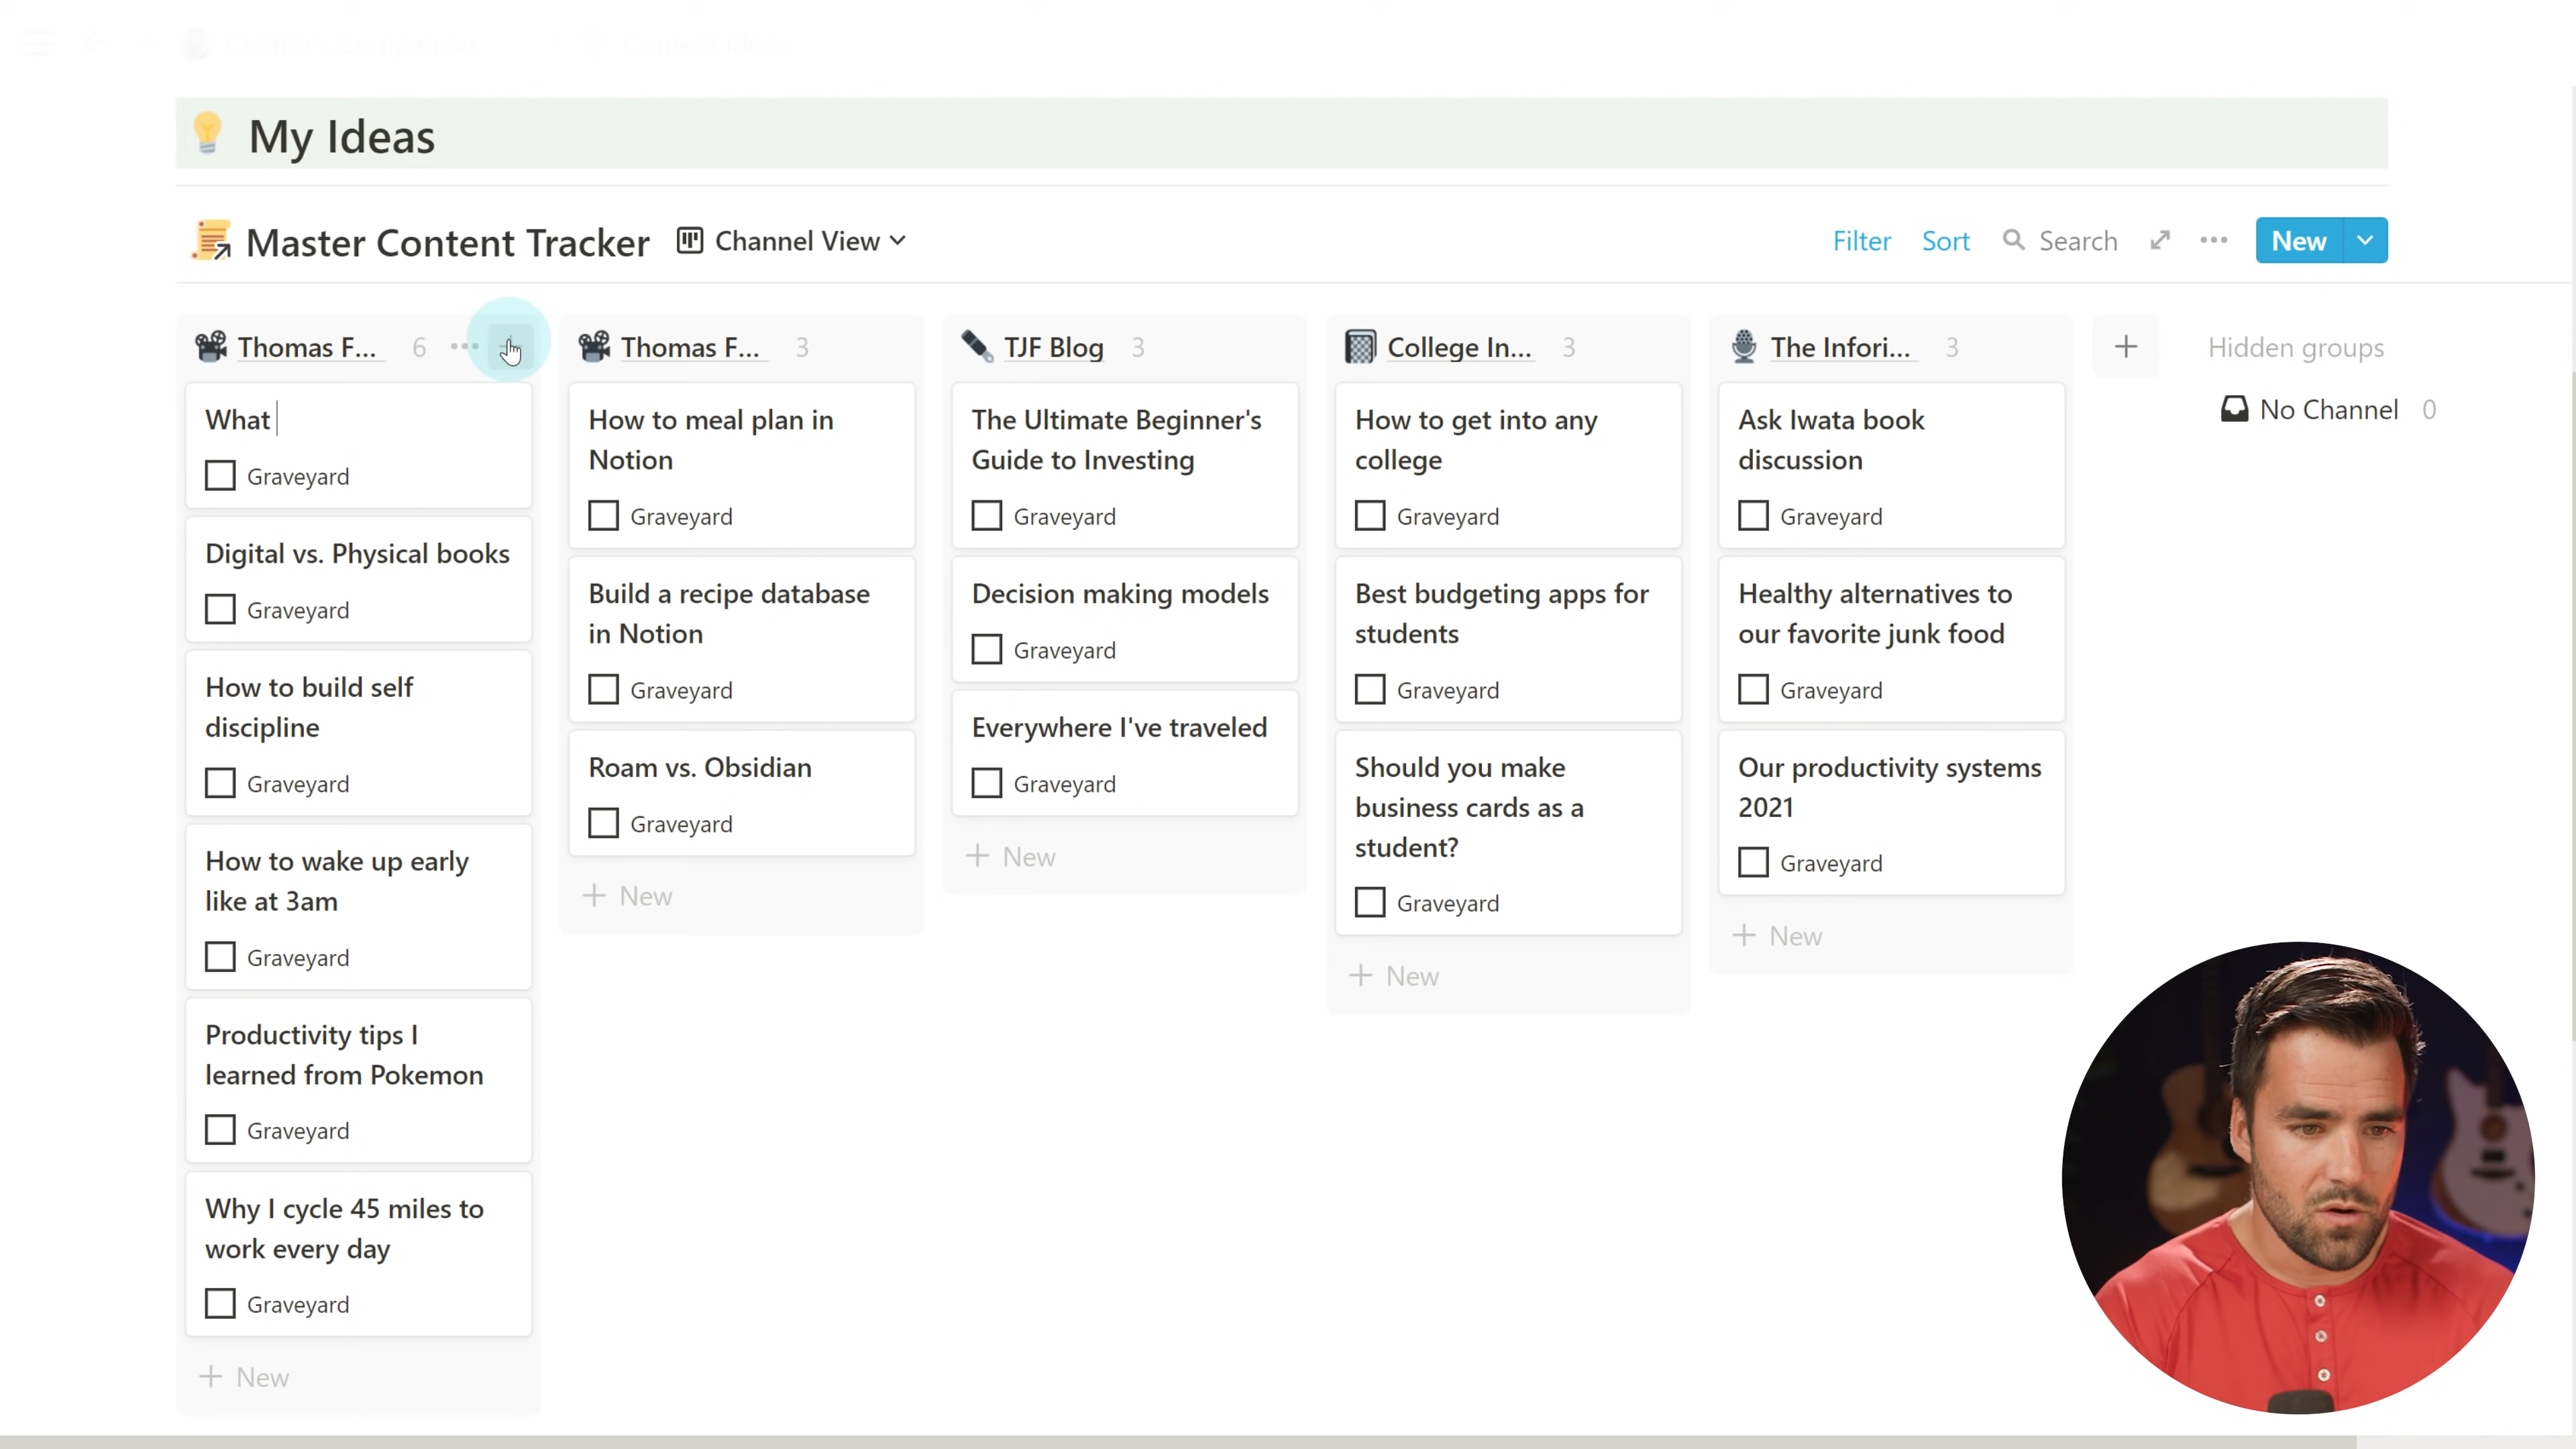 My Ideas
Master Content Tracker
Channel View
Filter
Sort
Search
New
Thomas F...
6
What
Graveyard
Digital vs. Physical books
Graveyard
How to build self
discipline
Graveyard
How to wake up early
like at 3am
Graveyard
Productivity tips I
learned from Pokemon
Graveyard
Why I cycle 45 miles to
work every day
Graveyard
New
Thomas F...
3
How to meal plan in
Notion
Graveyard
Build a recipe database
in Notion
Graveyard
Roam vs. Obsidian
Graveyard
New
TJF Blog
3
The Ultimate Beginner's
Guide to Investing
Graveyard
Decision making models
Graveyard
Everywhere I've traveled
Graveyard
New
College In...
3
How to get into any
college
Graveyard
Best budgeting apps for
students
Graveyard
Should you make
business cards as a
student?
Graveyard
New
The Infori...
3
Ask Iwata book
discussion
Graveyard
Healthy alternatives to
our favorite junk food
Graveyard
Our productivity systems
2021
Graveyard
New
Hidden groups
No Channel
0